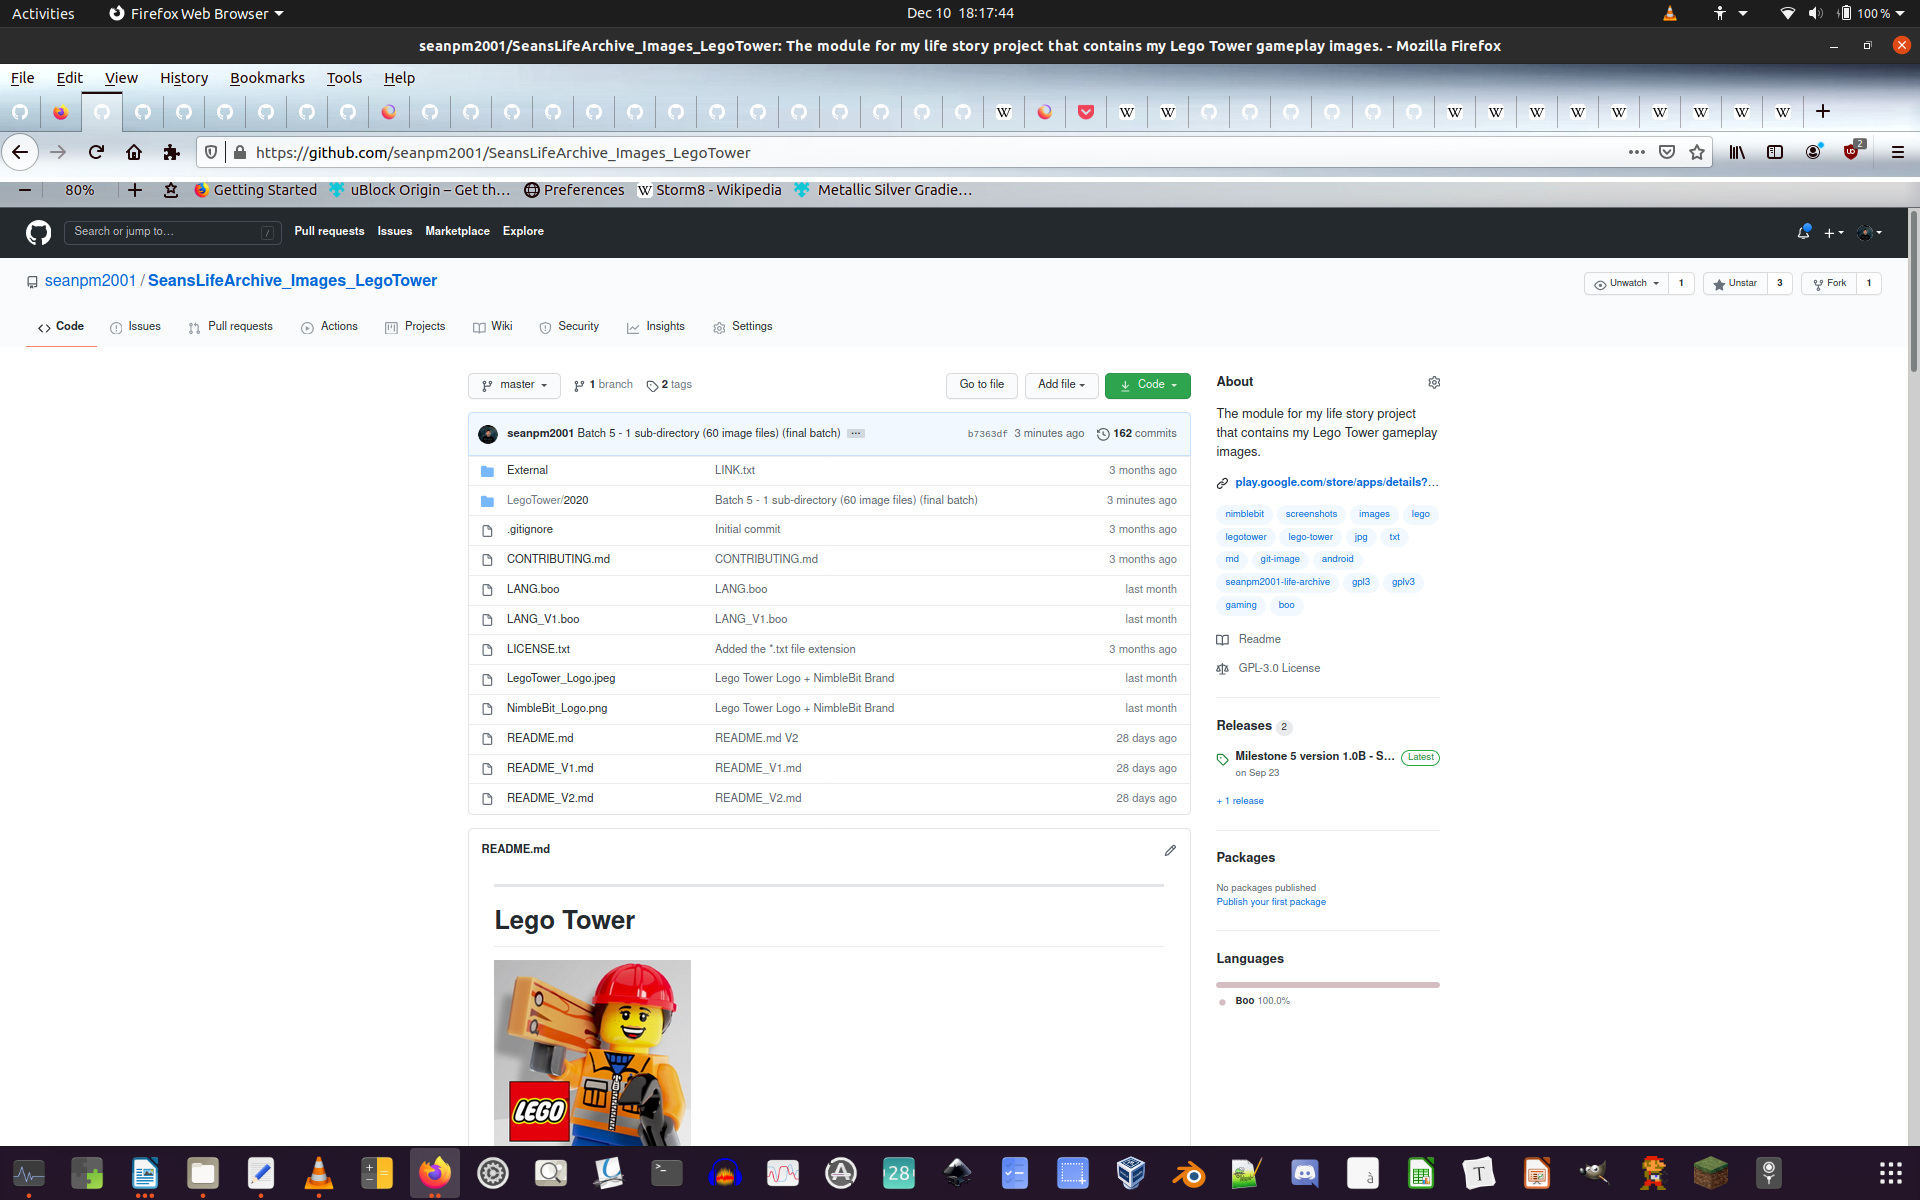 Activities
Firefox Web Browser
Dec 10 18:17:44
100 %
seanpm2001/SeansLifeArchive_Images_LegoTower: The module for my life story project that contains my Lego Tower gameplay images. - Mozilla Firefox
File Edit View History Bookmarks Tools Help
https://github.com/seanpm2001/SeansLifeArchive_Images_LegoTower
2
80%
Getting Started
uBlock Origin – Get th…
Preferences
Storm8 - Wikipedia
Metallic Silver Gradie…
Search or jump to…
/
Pull requests Issues Marketplace Explore
seanpm2001 / SeansLifeArchive_Images_LegoTower
Unwatch 1
Unstar 3
Fork 1
Code Issues Pull requests Actions Projects Wiki Security Insights Settings
master
1 branch
2 tags
Go to file
Add file
Code
seanpm2001 Batch 5 - 1 sub-directory (60 image files) (final batch) ... b7363df 3 minutes ago 162 commits
External LINK.txt 3 months ago
LegoTower/2020 Batch 5 - 1 sub-directory (60 image files) (final batch) 3 minutes ago
.gitignore Initial commit 3 months ago
CONTRIBUTING.md CONTRIBUTING.md 3 months ago
LANG.boo LANG.boo last month
LANG_V1.boo LANG_V1.boo last month
LICENSE.txt Added the *.txt file extension 3 months ago
LegoTower_Logo.jpeg Lego Tower Logo + NimbleBit Brand last month
NimbleBit_Logo.png Lego Tower Logo + NimbleBit Brand last month
README.md README.md V2 28 days ago
README_V1.md README_V1.md 28 days ago
README_V2.md README_V2.md 28 days ago
README.md
Lego Tower
LEGO
About
The module for my life story project
that contains my Lego Tower gameplay
images.
play.google.com/store/apps/details?…
nimblebit screenshots images lego
legotower lego-tower jpg txt
md git-image android
seanpm2001-life-archive gpl3 gplv3
gaming boo
Readme
GPL-3.0 License
Releases 2
Milestone 5 version 1.0B - S… Latest
on Sep 23
+ 1 release
Packages
No packages published
Publish your first package
Languages
Boo 100.0%
28